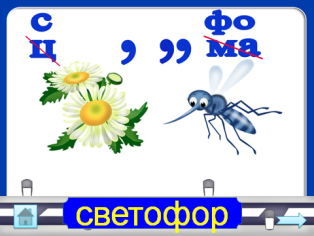 с фо
ц , ,, ма
светофор